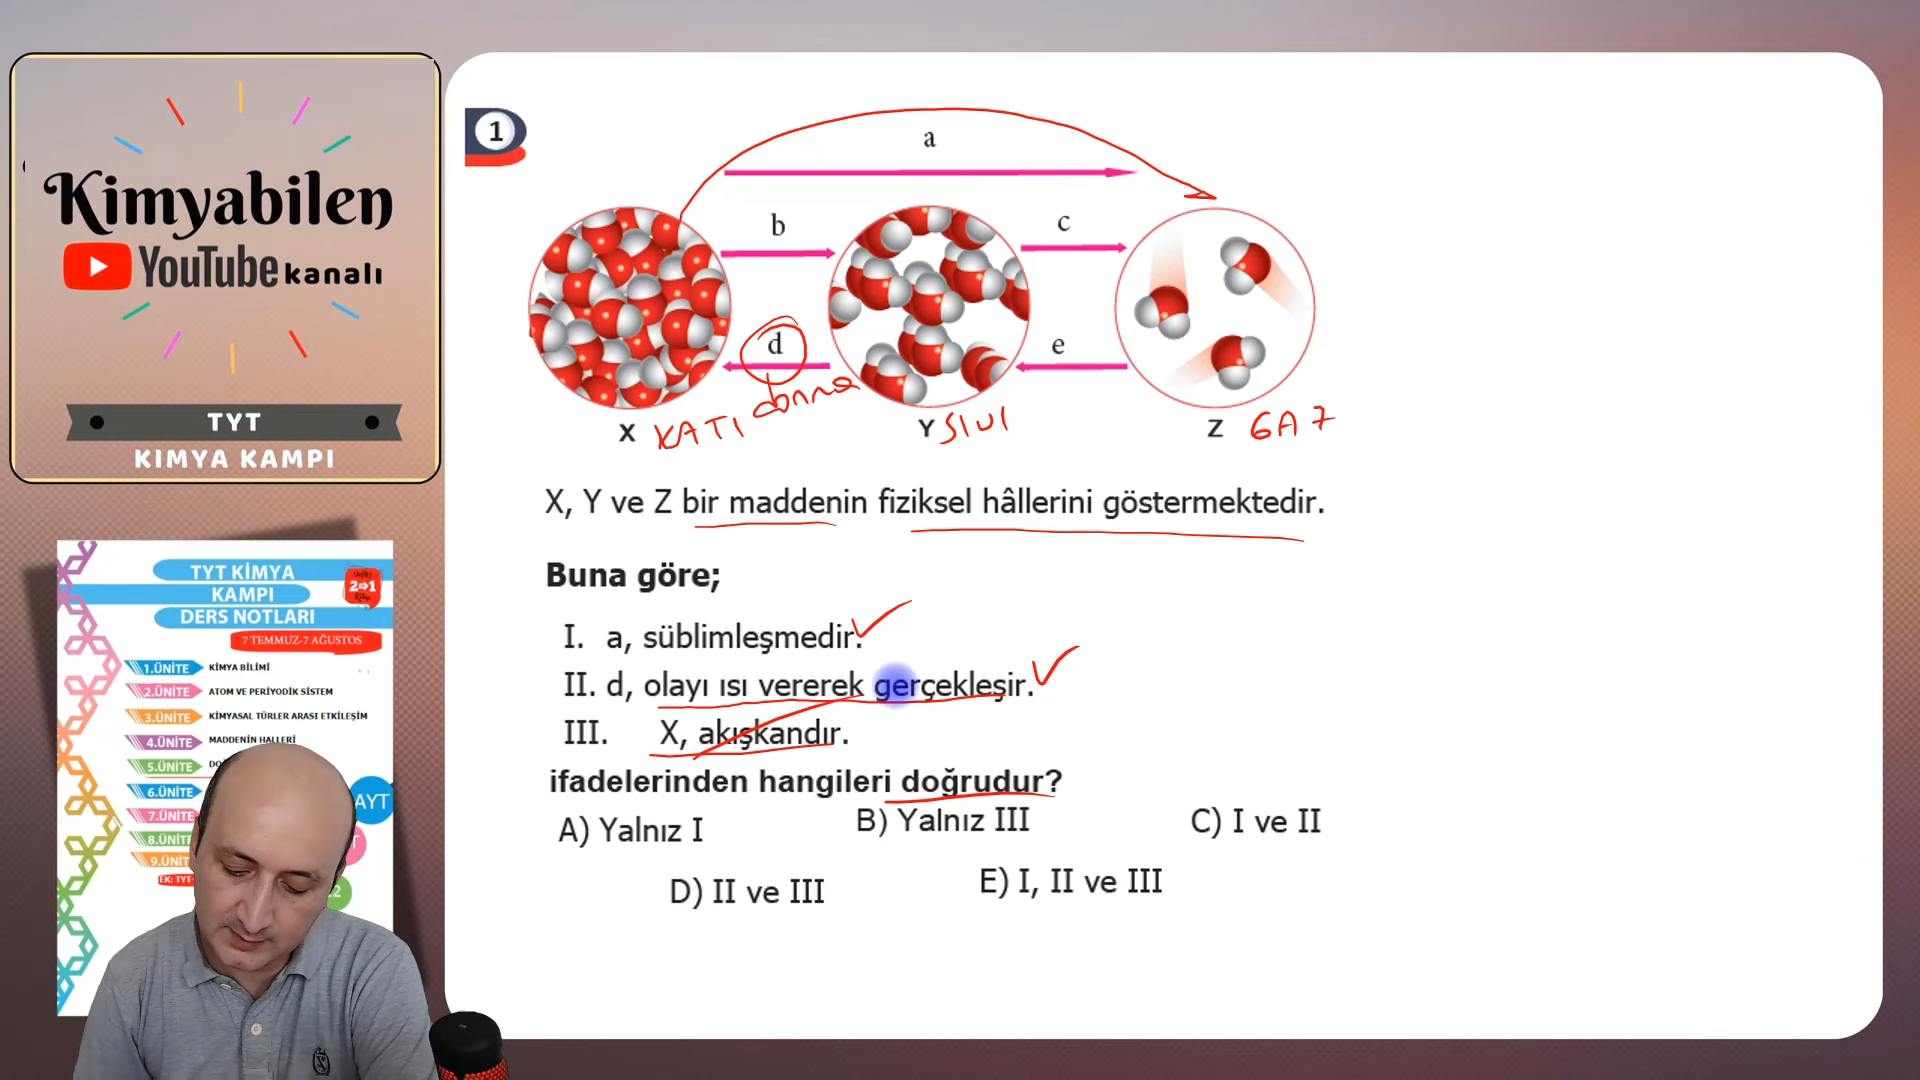 Kimyabilen
YouTube kanalı
TYT
KIMYA KAMPI
TYT KİMYA
KAMPI
DERS NOTLARI
2⇨1
7 TEMMUZ-7 AĞUSTOS
1.ÜNİTE KİMYA BİLİMİ
2.ÜNİTE ATOM VE PERİYODİK SİSTEM
3.ÜNİTE KİMYASAL TÜRLER ARASI ETKİLEŞİM
4.ÜNİTE MADDENİN HALLERİ
5.ÜNİTE
6.ÜNİTE
7.ÜNİTE
8.ÜNİTE
9.ÜNİT
EK: TYT-
AYT
1
a
b
c
d
e
donma
X KATI
Y SIVI
Z GAZ
X, Y ve Z bir maddenin fiziksel hâllerini göstermektedir.
Buna göre;
I. a, süblimleşmedir.
II. d, olayı ısı vererek gerçekleşir.
III. X, akışkandır.
ifadelerinden hangileri doğrudur?
A) Yalnız I
B) Yalnız III
C) I ve II
D) II ve III
E) I, II ve III